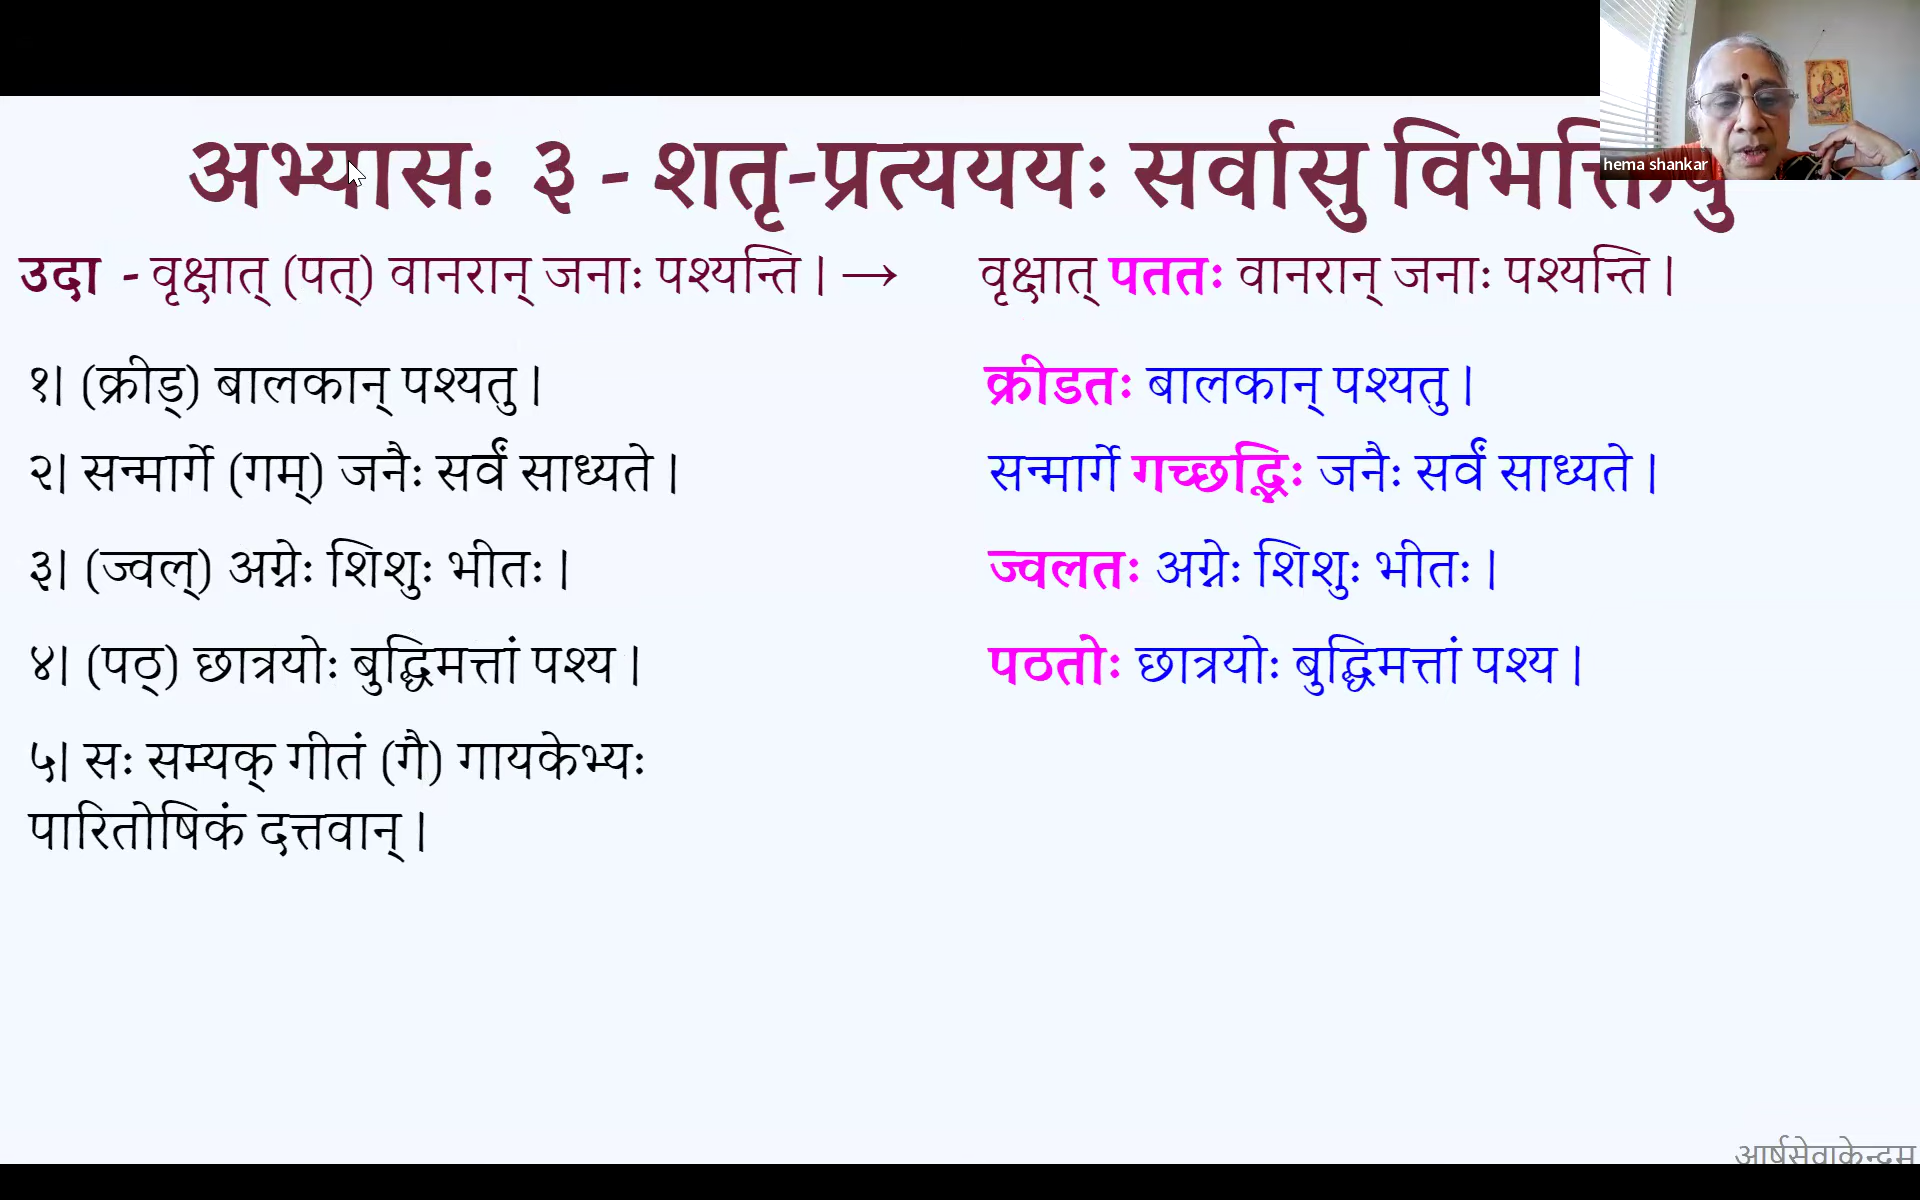 hema shankar
अभ्यास: ३ - शतृ-प्रत्यययः सर्वासु विभक्तिषु
उदा - वृक्षात् (पत्) वानरान् जनाः पश्यन्ति । → वृक्षात् पततः वानरान् जनाः पश्यन्ति ।
१। (क्रीड्) बालकान् पश्यतु । क्रीडतः बालकान् पश्यतु ।
२। सन्मार्गे (गम्) जनैः सर्वं साध्यते । सन्मार्गे गच्छद्भिः जनैः सर्वं साध्यते ।
३। (ज्वल्) अग्नेः शिशुः भीतः । ज्वलतः अग्नेः शिशुः भीतः ।
४। (पठ्) छात्रयोः बुद्धिमत्तां पश्य । पठतोः छात्रयोः बुद्धिमत्तां पश्य ।
५। सः सम्यक् गीतं (गै) गायकेभ्यः
पारितोषिकं दत्तवान् ।
आर्षसेवाकेन्द्रम्